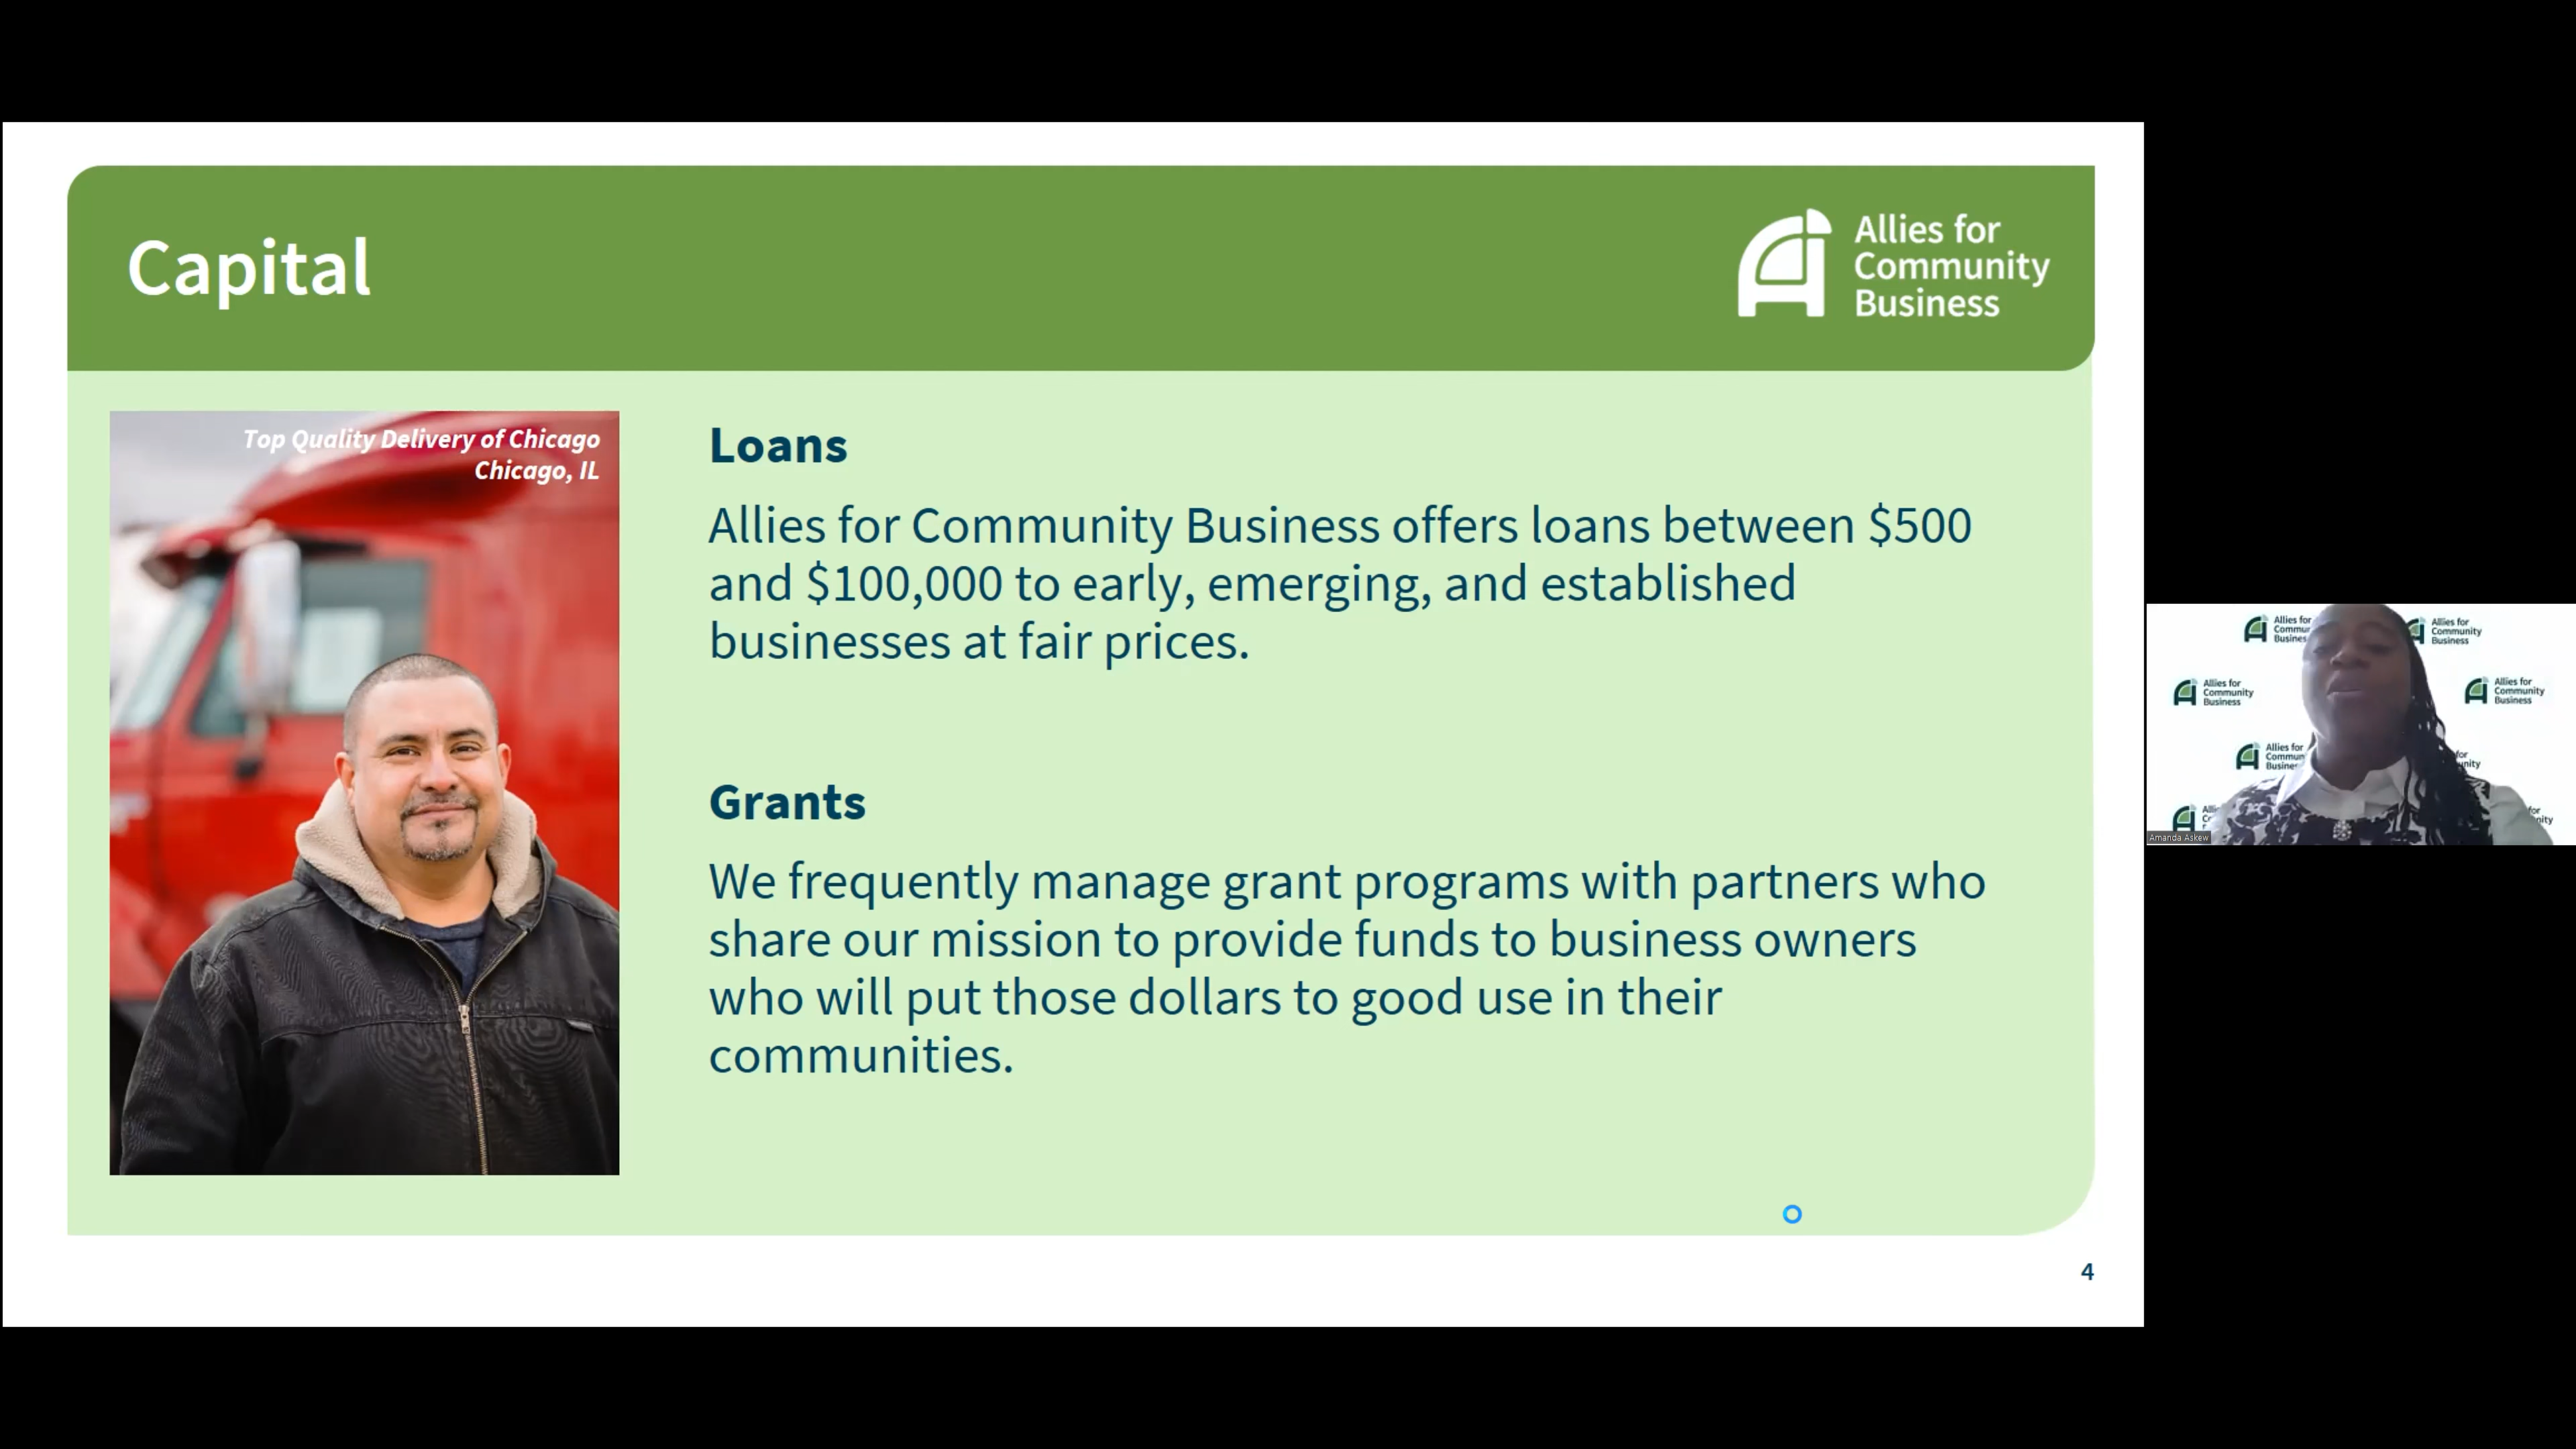 Capital
Allies for
Community
Business
Top Quality Delivery of Chicago
Chicago, IL
Loans
Allies for Community Business offers loans between $500
and $100,000 to early, emerging, and established
businesses at fair prices.
Grants
We frequently manage grant programs with partners who
share our mission to provide funds to business owners
who will put those dollars to good use in their
communities.
4
Allies for
Allies for
Community
Business
Allies for
Community
Business
Allies for
Community
Business
Allies for
Amanda Askew